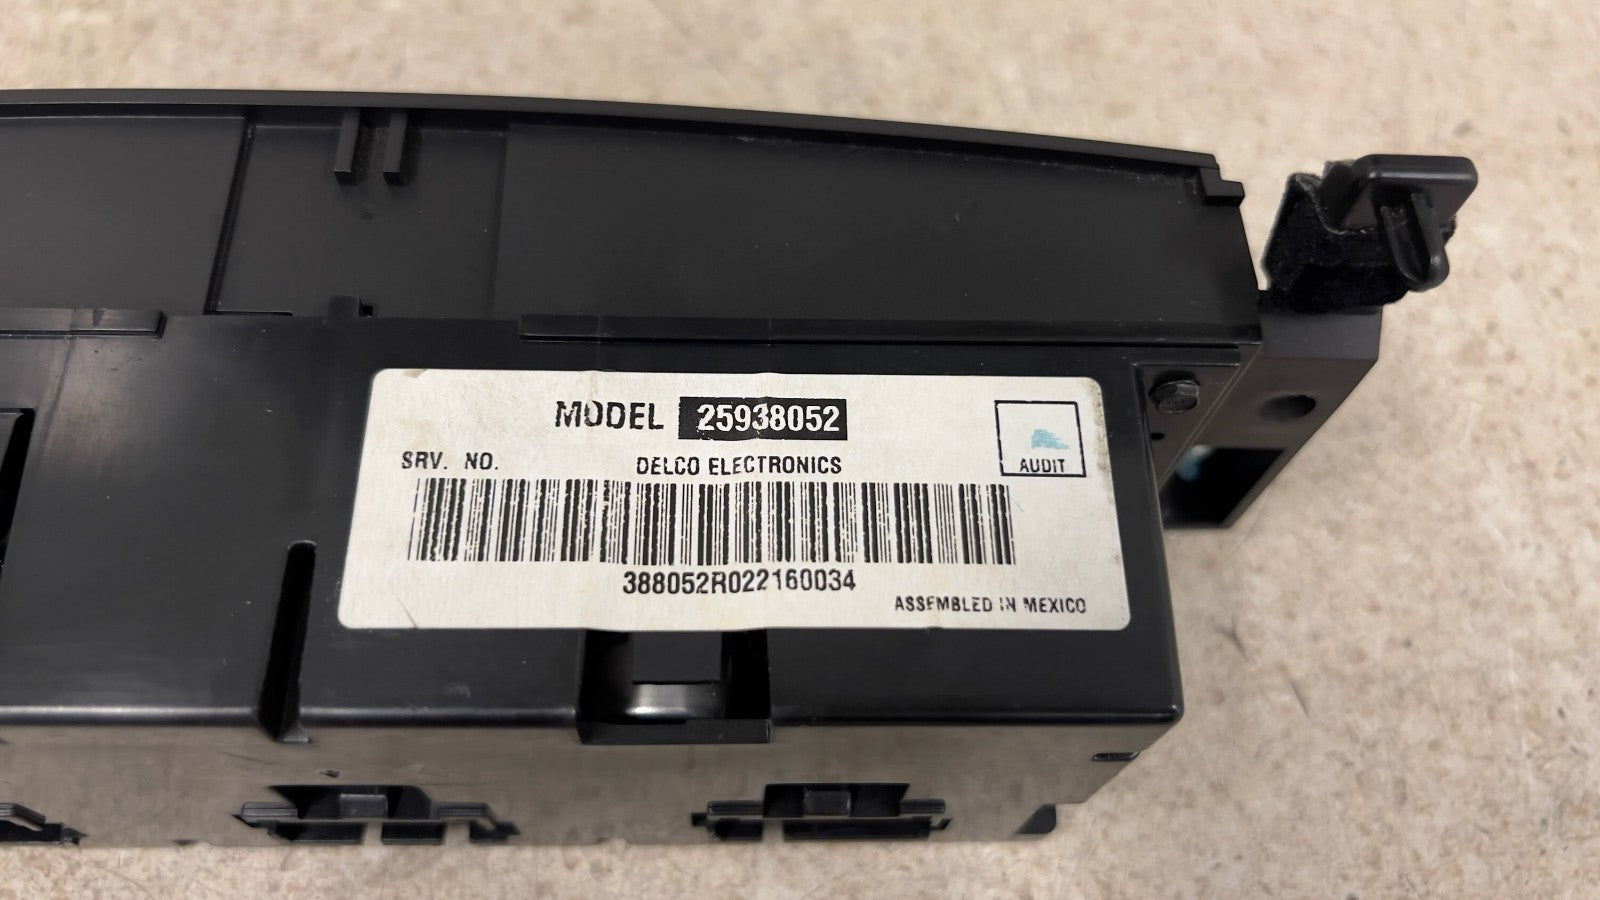 MODEL 25938052
SRV. NO.
DELCO ELECTRONICS
AUDIT
388052R022160034
ASSEMBLED IN MEXICO